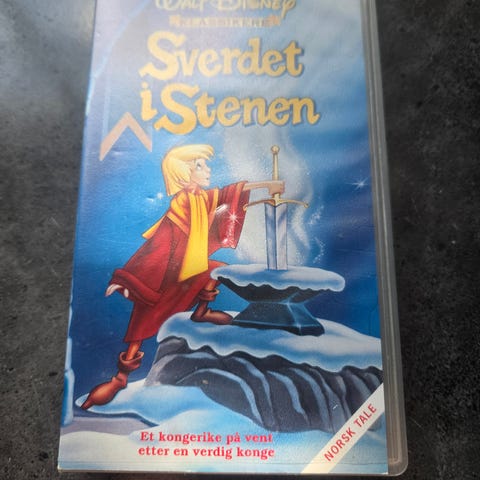 Walt Disney
KLASSIKERE
Sverdet
i Stenen
Et kongerike på vent
etter en verdig konge
NORSK TALE